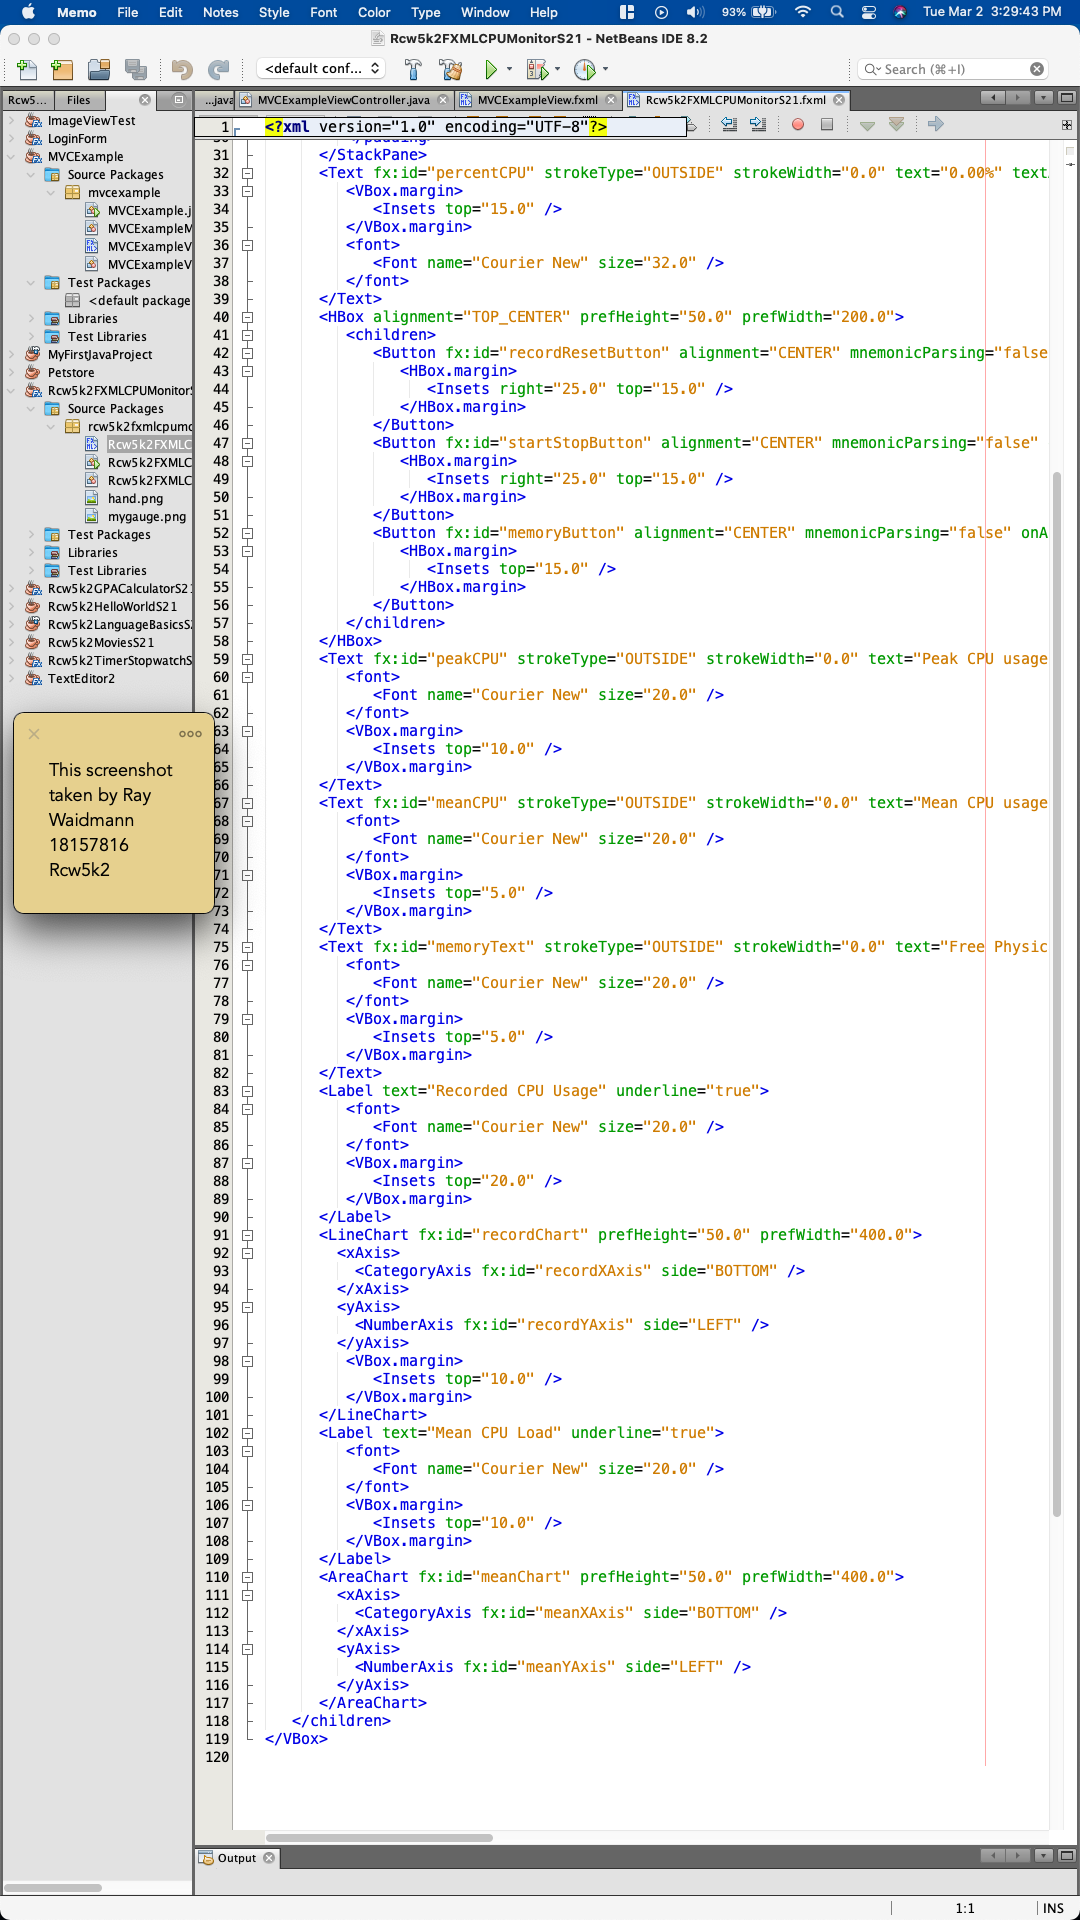 Memo File Edit Notes Style Font Color Type Window Help 93% Tue Mar 2 3:29:43 PM
Rcw5k2FXMLCPUMonitorS21 - NetBeans IDE 8.2
<default conf... Search (⌘+I)
Rcw5... Files ...java MVCExampleViewController.java MVCExampleView.fxml Rcw5k2FXMLCPUMonitorS21.fxml
ImageViewTest
LoginForm
MVCExample
Source Packages
mvcexample
MVCExample.j
MVCExampleM
MVCExampleV
MVCExampleV
Test Packages
<default package
Libraries
Test Libraries
MyFirstJavaProject
Petstore
Rcw5k2FXMLCPUMonitorS
Source Packages
rcw5k2fxmlcpumo
Rcw5k2FXMLC
Rcw5k2FXMLC
Rcw5k2FXMLC
hand.png
mygauge.png
Test Packages
Libraries
Test Libraries
Rcw5k2GPACalculatorS21
Rcw5k2HelloWorldS21
Rcw5k2LanguageBasicsS2
Rcw5k2MoviesS21
Rcw5k2TimerStopwatchS
TextEditor2
This screenshot
taken by Ray
Waidmann
18157816
Rcw5k2
1 <?xml version="1.0" encoding="UTF-8"?>
31 </StackPane>
32 <Text fx:id="percentCPU" strokeType="OUTSIDE" strokeWidth="0.0" text="0.00%" text
33 <VBox.margin>
34 <Insets top="15.0" />
35 </VBox.margin>
36 <font>
37 <Font name="Courier New" size="32.0" />
38 </font>
39 </Text>
40 <HBox alignment="TOP_CENTER" prefHeight="50.0" prefWidth="200.0">
41 <children>
42 <Button fx:id="recordResetButton" alignment="CENTER" mnemonicParsing="false
43 <HBox.margin>
44 <Insets right="25.0" top="15.0" />
45 </HBox.margin>
46 </Button>
47 <Button fx:id="startStopButton" alignment="CENTER" mnemonicParsing="false"
48 <HBox.margin>
49 <Insets right="25.0" top="15.0" />
50 </HBox.margin>
51 </Button>
52 <Button fx:id="memoryButton" alignment="CENTER" mnemonicParsing="false" onA
53 <HBox.margin>
54 <Insets top="15.0" />
55 </HBox.margin>
56 </Button>
57 </children>
58 </HBox>
59 <Text fx:id="peakCPU" strokeType="OUTSIDE" strokeWidth="0.0" text="Peak CPU usage
60 <font>
61 <Font name="Courier New" size="20.0" />
62 </font>
63 <VBox.margin>
64 <Insets top="10.0" />
65 </VBox.margin>
66 </Text>
67 <Text fx:id="meanCPU" strokeType="OUTSIDE" strokeWidth="0.0" text="Mean CPU usage
68 <font>
69 <Font name="Courier New" size="20.0" />
70 </font>
71 <VBox.margin>
72 <Insets top="5.0" />
73 </VBox.margin>
74 </Text>
75 <Text fx:id="memoryText" strokeType="OUTSIDE" strokeWidth="0.0" text="Free Physic
76 <font>
77 <Font name="Courier New" size="20.0" />
78 </font>
79 <VBox.margin>
80 <Insets top="5.0" />
81 </VBox.margin>
82 </Text>
83 <Label text="Recorded CPU Usage" underline="true">
84 <font>
85 <Font name="Courier New" size="20.0" />
86 </font>
87 <VBox.margin>
88 <Insets top="20.0" />
89 </VBox.margin>
90 </Label>
91 <LineChart fx:id="recordChart" prefHeight="50.0" prefWidth="400.0">
92 <xAxis>
93 <CategoryAxis fx:id="recordXAxis" side="BOTTOM" />
94 </xAxis>
95 <yAxis>
96 <NumberAxis fx:id="recordYAxis" side="LEFT" />
97 </yAxis>
98 <VBox.margin>
99 <Insets top="10.0" />
100 </VBox.margin>
101 </LineChart>
102 <Label text="Mean CPU Load" underline="true">
103 <font>
104 <Font name="Courier New" size="20.0" />
105 </font>
106 <VBox.margin>
107 <Insets top="10.0" />
108 </VBox.margin>
109 </Label>
110 <AreaChart fx:id="meanChart" prefHeight="50.0" prefWidth="400.0">
111 <xAxis>
112 <CategoryAxis fx:id="meanXAxis" side="BOTTOM" />
113 </xAxis>
114 <yAxis>
115 <NumberAxis fx:id="meanYAxis" side="LEFT" />
116 </yAxis>
117 </AreaChart>
118 </children>
119 </VBox>
120
Output
1:1 INS